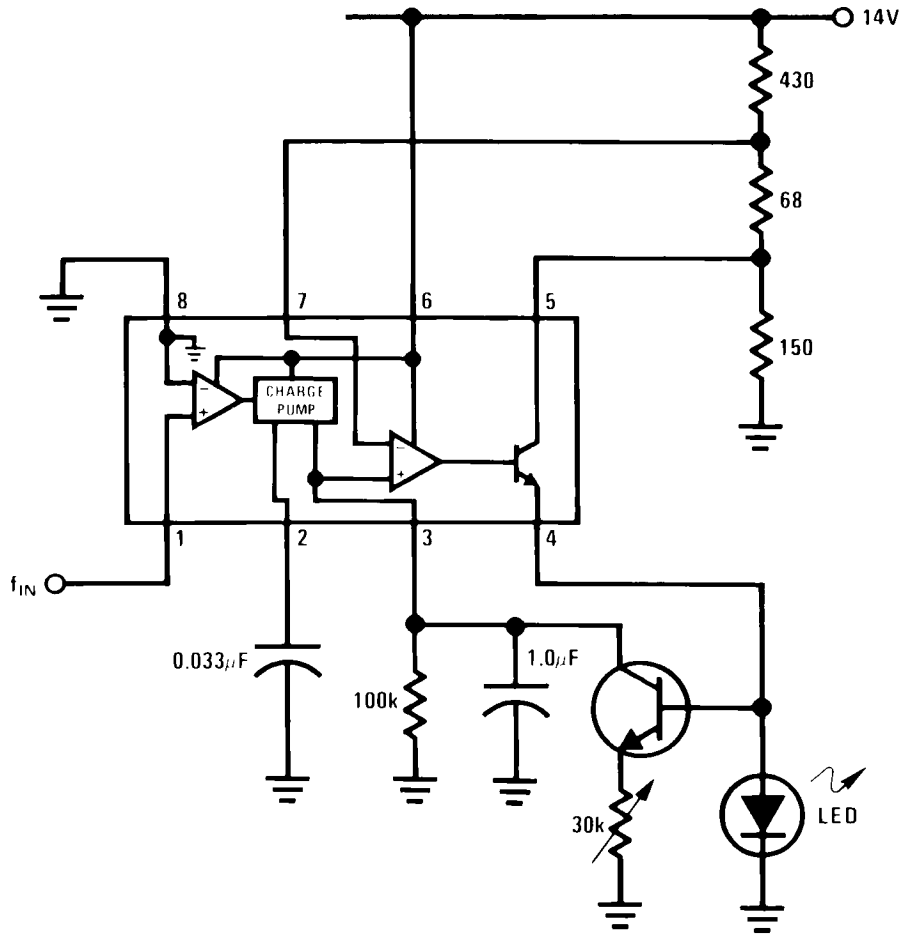 14V
430
68
8 7 6 5
150
CHARGE
PUMP
1 2 3 4
fIN
0.033μF
1.0μF
100k
30k
LED